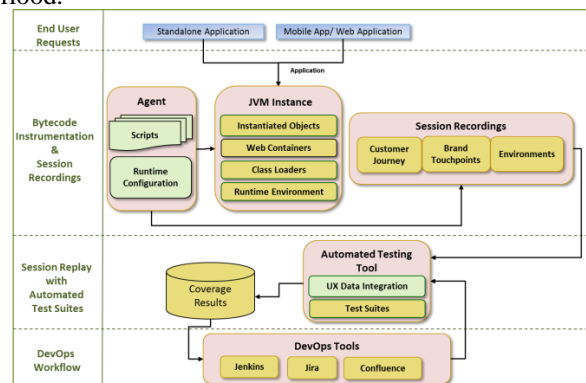 End User
Requests
Standalone Application
Mobile App/ Web Application
Application
Bytecode
Instrumentation
&
Session
Recordings
Agent
Scripts
Runtime
Configuration
JVM Instance
Instantiated Objects
Web Containers
Class Loaders
Runtime Environment
Session Recordings
Customer
Journey
Brand
Touchpoints
Environments
Session Replay
with
Automated
Test Suites
Coverage
Results
Automated Testing
Tool
UX Data Integration
Test Suites
DevOps
Workflow
DevOps Tools
Jenkins
Jira
Confluence